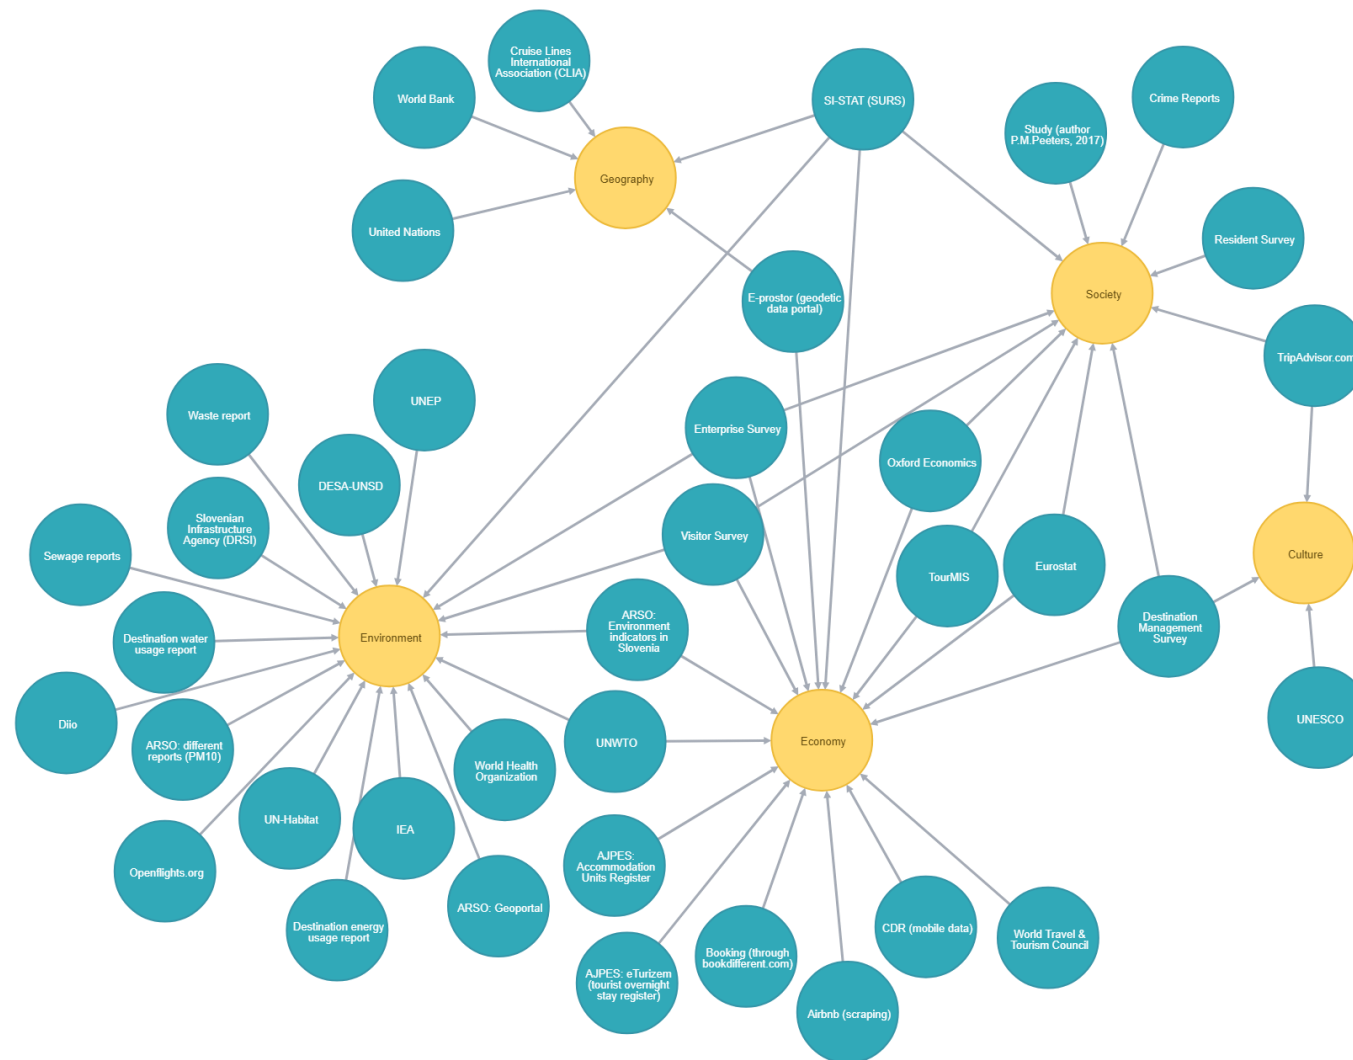 Cruise Lines
International
Association (CLIA)
World Bank
SI-STAT (SURS)
Crime Reports
Study (author
P.M.Peeters, 2017)
Geography
United Nations
Resident Survey
Society
E-prostor (geodetic
data portal)
TripAdvisor.com
UNEP
Waste report
Enterprise Survey
Oxford Economics
DESA-UNSD
Slovenian
Infrastructure
Agency (DRSI)
Visitor Survey
Sewage reports
Culture
TourMIS
Eurostat
ARSO:
Environment
indicators in
Slovenia
Destination
Management
Survey
Environment
Destination water
usage report
Diio
ARSO: different
reports (PM10)
UNWTO
Economy
UNESCO
World Health
Organization
UN-Habitat
IEA
Openflights.org
AJPES:
Accommodation
Units Register
ARSO: Geoportal
Destination energy
usage report
CDR (mobile data)
World Travel &
Tourism Council
Booking (through
bookdifferent.com)
AJPES: eTurizem
(tourist overnight
stay register)
Airbnb (scraping)